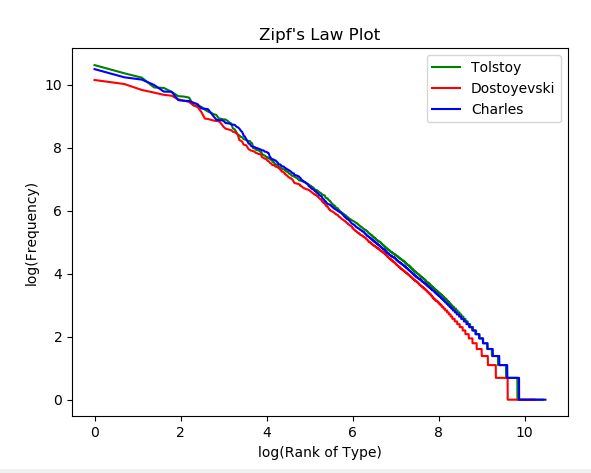 Zipf's Law Plot
Tolstoy
Dostoyevski
Charles
log(Frequency)
10
8
6
4
2
0
0 2 4 6 8 10
log(Rank of Type)